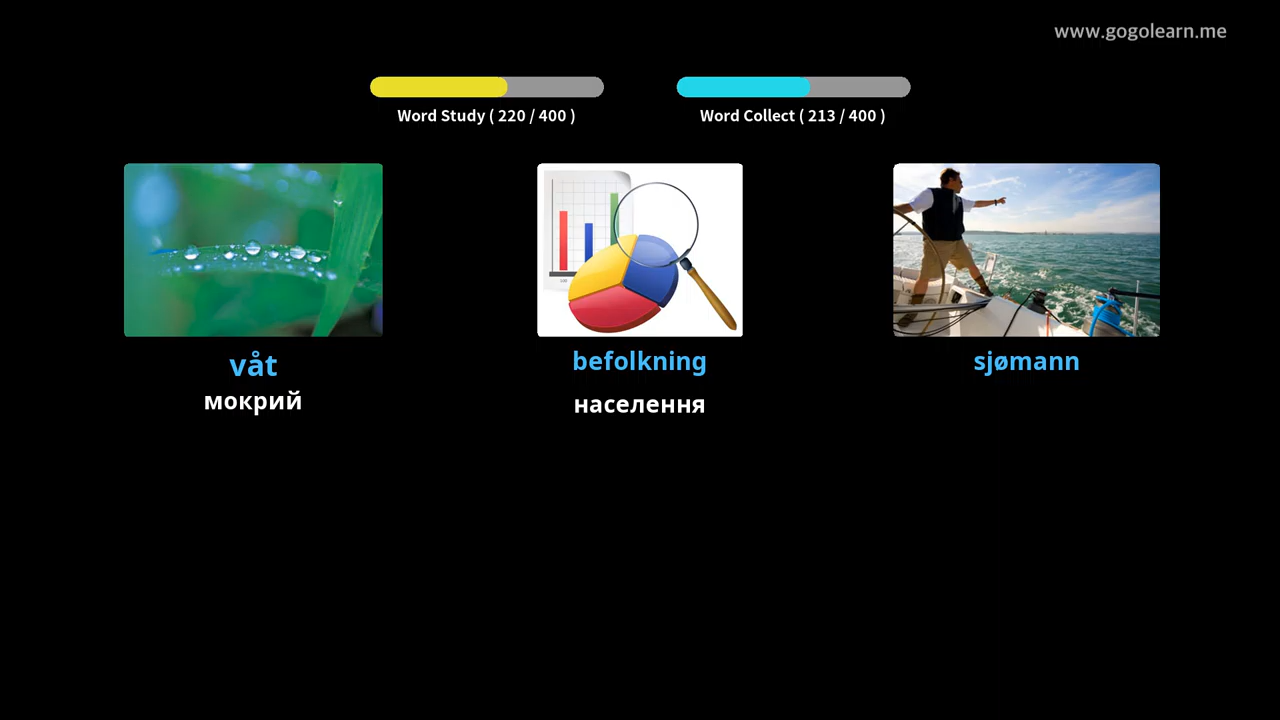 www.gogolearn.me
Word Study ( 220 / 400 )
Word Collect ( 213 / 400 )
våt
мокрий
befolkning
населення
sjømann